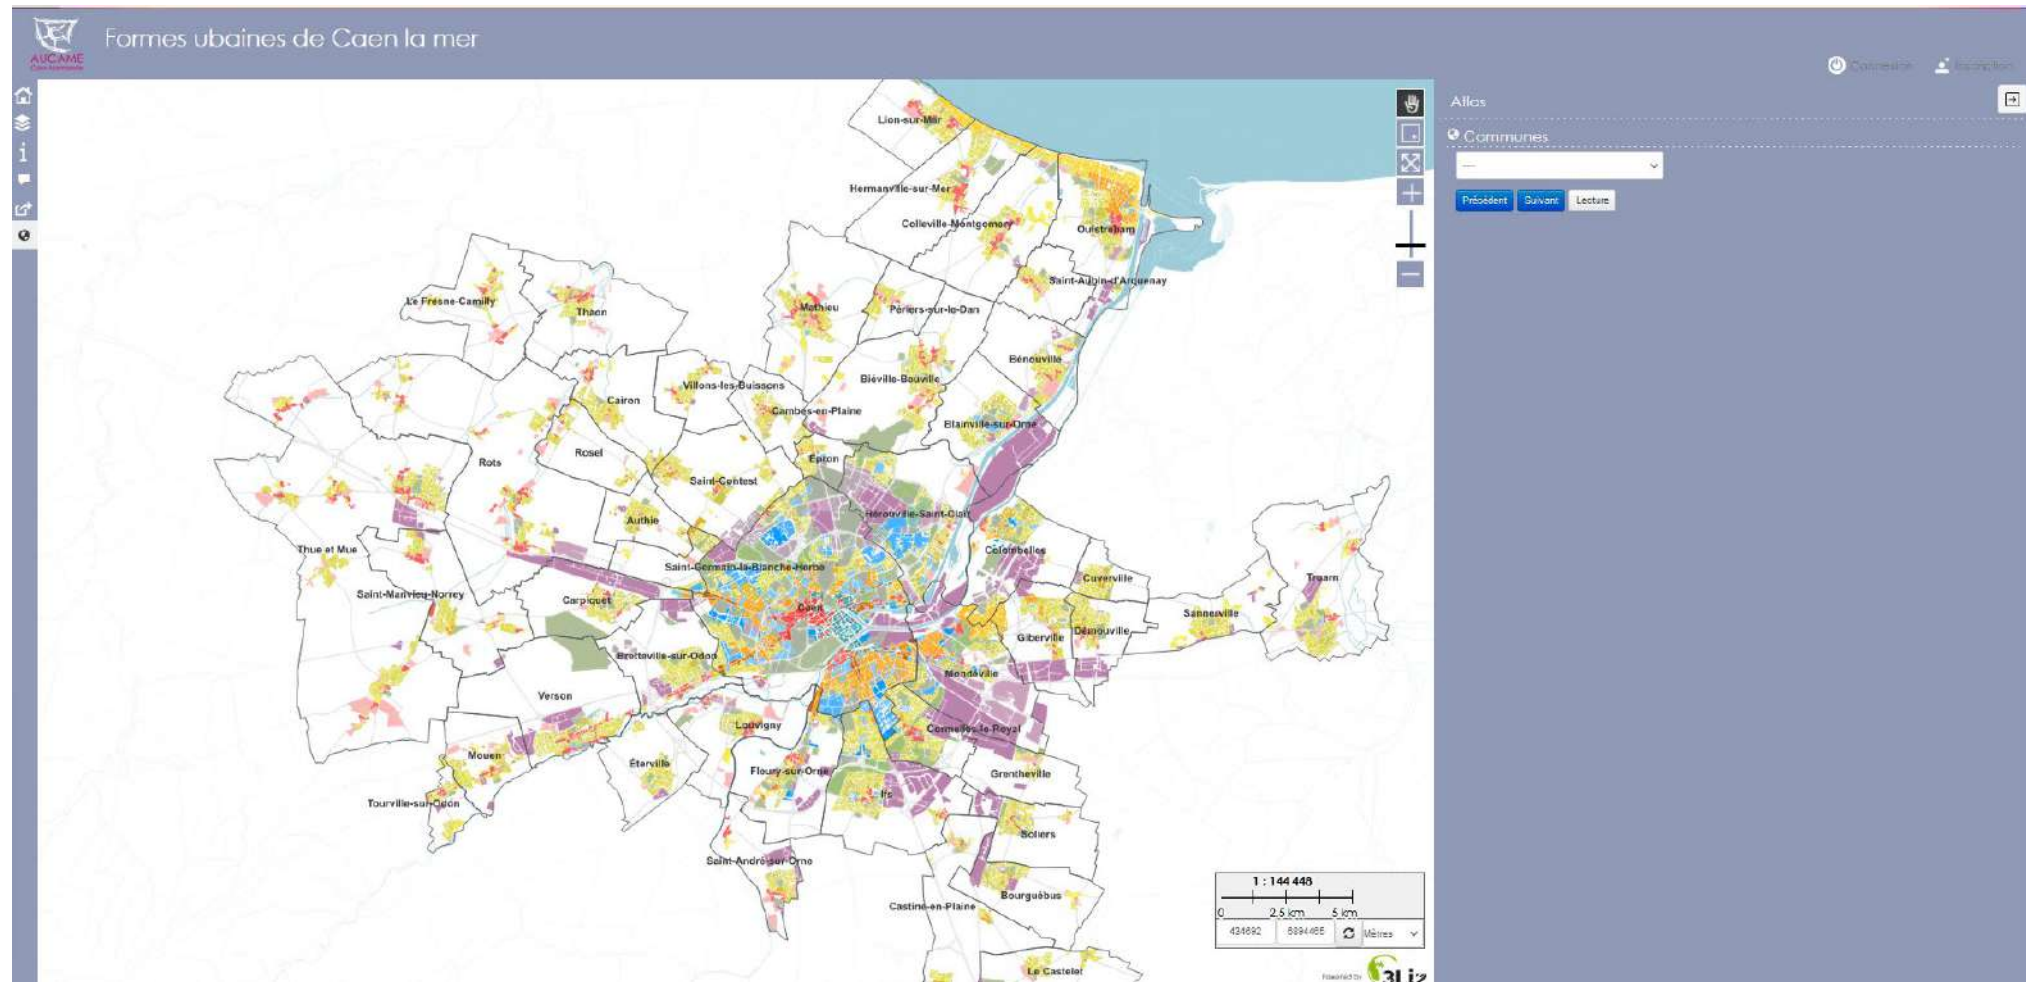 Formes ubaines de Caen la mer
AUCAME
Connexion
Inscription
Atlas
Communes
---
Précédent
Suivant
Lecture
Lion-sur-Mer
Hermanville-sur-Mer
Colleville-Montgomery
Ouistreham
Saint-Aubin-d'Arquenay
Le Fresne-Camilly
Thaon
Mathieu
Périers-sur-le-Dan
Bénouville
Villons-les-Buissons
Biéville-Beuville
Cairon
Cambes-en-Plaine
Blainville-sur-Orne
Rosel
Epron
Rots
Saint-Contest
Authie
Hérouville-Saint-Clair
Thue et Mue
Colombelles
Saint-Germain-la-Blanche-Herbe
Cuverville
Troarn
Saint-Manvieu-Norrey
Carpiquet
Caen
Sannerville
Giberville
Démouville
Bretteville-sur-Odon
Mondeville
Verson
Louvigny
Cormelles-le-Royal
Mouen
Éterville
Fleury-sur-Orne
Grentheville
Ifs
Tourville-sur-Odon
Soliers
Saint-André-sur-Orne
Bourguébus
Castine-en-Plaine
Le Castelet
1 : 144 448
0 2.5 km 5 km
434692 6894465 Mètres
Powered by 3Liz